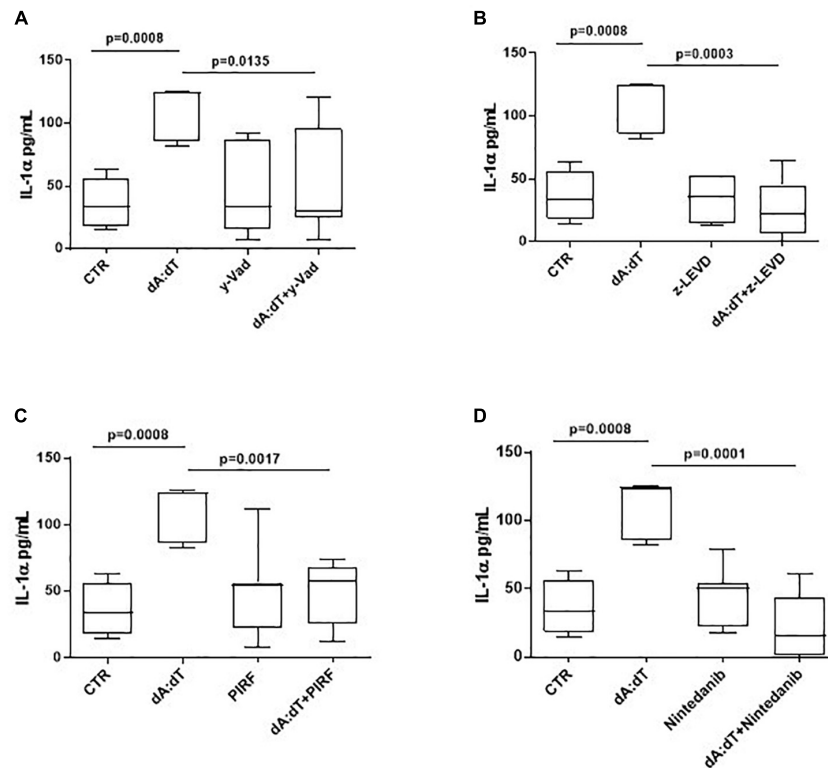 A
p=0.0008
p=0.0135
150
100
50
0
IL-1α pg/mL
CTR
dA:dT
y-Vad
dA:dT+y-Vad
B
p=0.0008
p=0.0003
150
100
50
0
IL-1α pg/mL
CTR
dA:dT
z-LEVD
dA:dT+z-LEVD
C
p=0.0008
p=0.0017
150
100
50
0
IL-1α pg/mL
CTR
dA:dT
PIRF
dA:dT+PIRF
D
p=0.0008
p=0.0001
150
100
50
0
IL-1α pg/mL
CTR
dA:dT
Nintedanib
dA:dT+Nintedanib